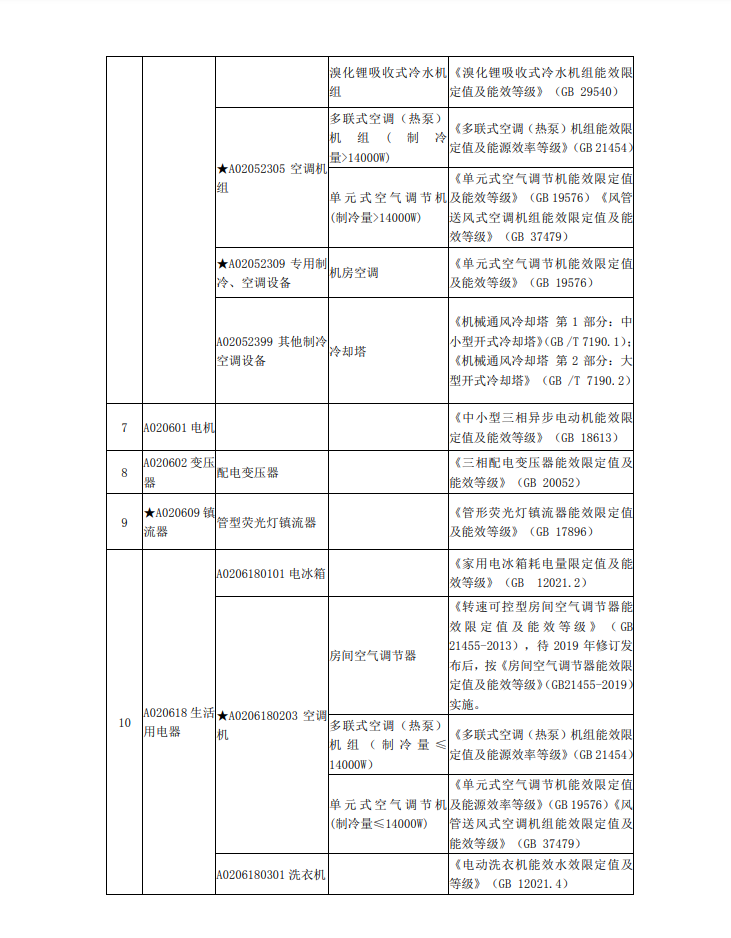 溴化锂吸收式冷水机
组
《溴化锂吸收式冷水机组能效限
定值及能效等级》（GB 29540）
★A02052305 空调机
组
多联式空调（热泵）
机组(制冷
量>14000W)
《多联式空调（热泵）机组能效限
定值及能源效率等级》(GB 21454)
单元式空气调节机
(制冷量>14000W)
《单元式空气调节机能效限定值
及能效等级》（GB 19576）《风管
送风式空调机组能效限定值及能
效等级》（GB 37479）
★A02052309 专用制
冷、空调设备
机房空调
《单元式空气调节机能效限定值
及能效等级》（GB 19576）
A02052399 其他制冷
空调设备
冷却塔
《机械通风冷却塔 第 1 部分：中
小型开式冷却塔》(GB /T 7190.1)；
《机械通风冷却塔 第 2 部分：大
型开式冷却塔》（GB /T 7190.2）
7
A020601 电机
《中小型三相异步电动机能效限
定值及能效等级》（GB 18613）
8
A020602 变压
器
配电变压器
《三相配电变压器能效限定值及
能效等级》（GB 20052）
9
★A020609 镇
流器
管型荧光灯镇流器
《管形荧光灯镇流器能效限定值
及能效等级》（GB 17896）
10
A020618 生活
用电器
A0206180101 电冰箱
《家用电冰箱耗电量限定值及能
效等级》（GB 12021.2）
★A0206180203 空调
机
房间空气调节器
《转速可控型房间空气调节器能
效限定值及能效等级》（GB
21455-2013），待 2019 年修订发
布后，按《房间空气调节器能效限
定值及能效等级》(GB21455-2019)
实施。
多联式空调（热泵）
机组（制冷量≤
14000W）
《多联式空调（热泵）机组能效限
定值及能源效率等级》(GB 21454)
单元式空气调节机
(制冷量≤14000W)
《单元式空气调节机能效限定值
及能源效率等级》(GB 19576)《风
管送风式空调机组能效限定值及
能效等级》（GB 37479）
A0206180301 洗衣机
《电动洗衣机能效水效限定值及
等级》（GB 12021.4）